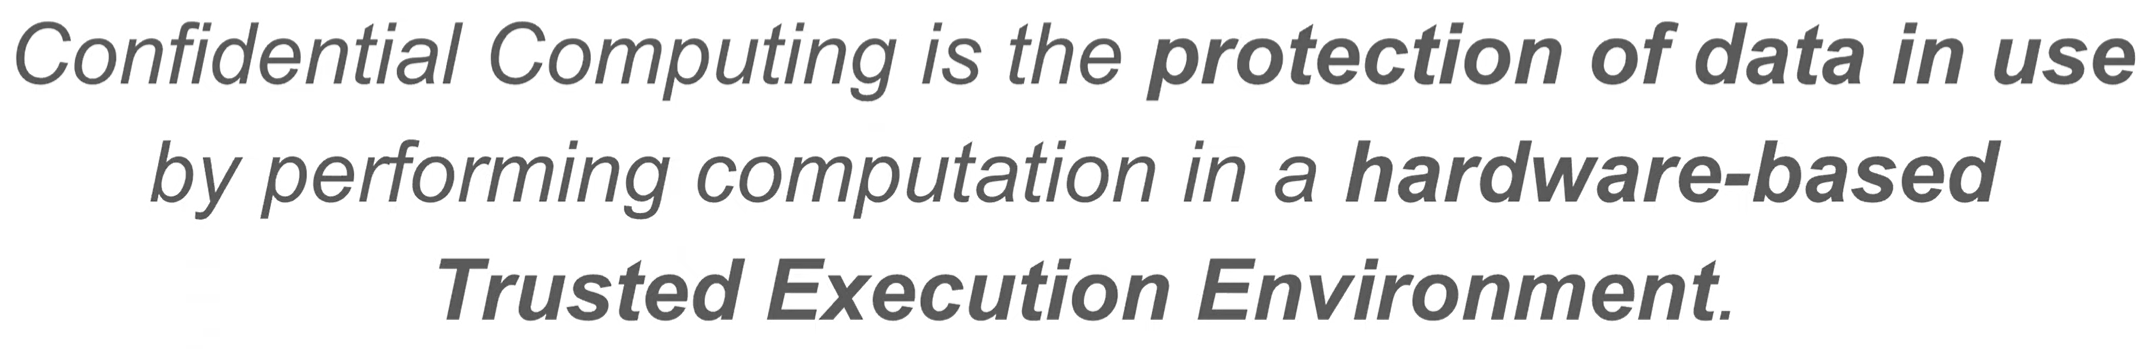 Confidential Computing is the protection of data in use
by performing computation in a hardware-based
Trusted Execution Environment.